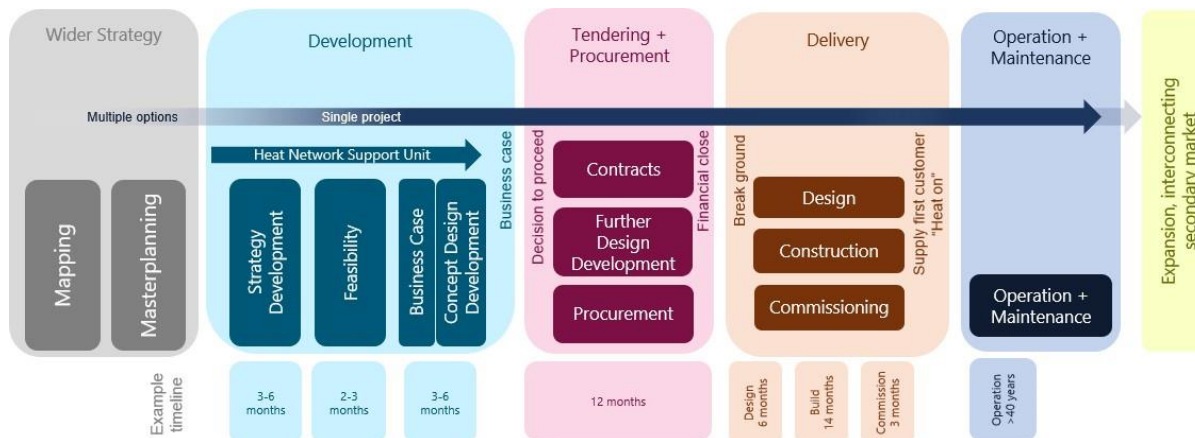 Wider Strategy
Development
Tendering +
Procurement
Delivery
Operation +
Maintenance
Multiple options
Single project
Heat Network Support Unit
Mapping
Masterplanning
Strategy
Development
Feasibility
Business Case
Concept Design
Development
Business case
Decision to proceed
Contracts
Further
Design
Development
Procurement
Financial close
Break ground
Design
Construction
Commissioning
Supply first customer
"Heat on"
Operation +
Maintenance
Expansion, interconnecting
secondary market
Example
timeline
3-6
months
2-3
months
3-6
months
12 months
Design
6 months
Build
14 months
Commission
3 months
Operation
>40 years